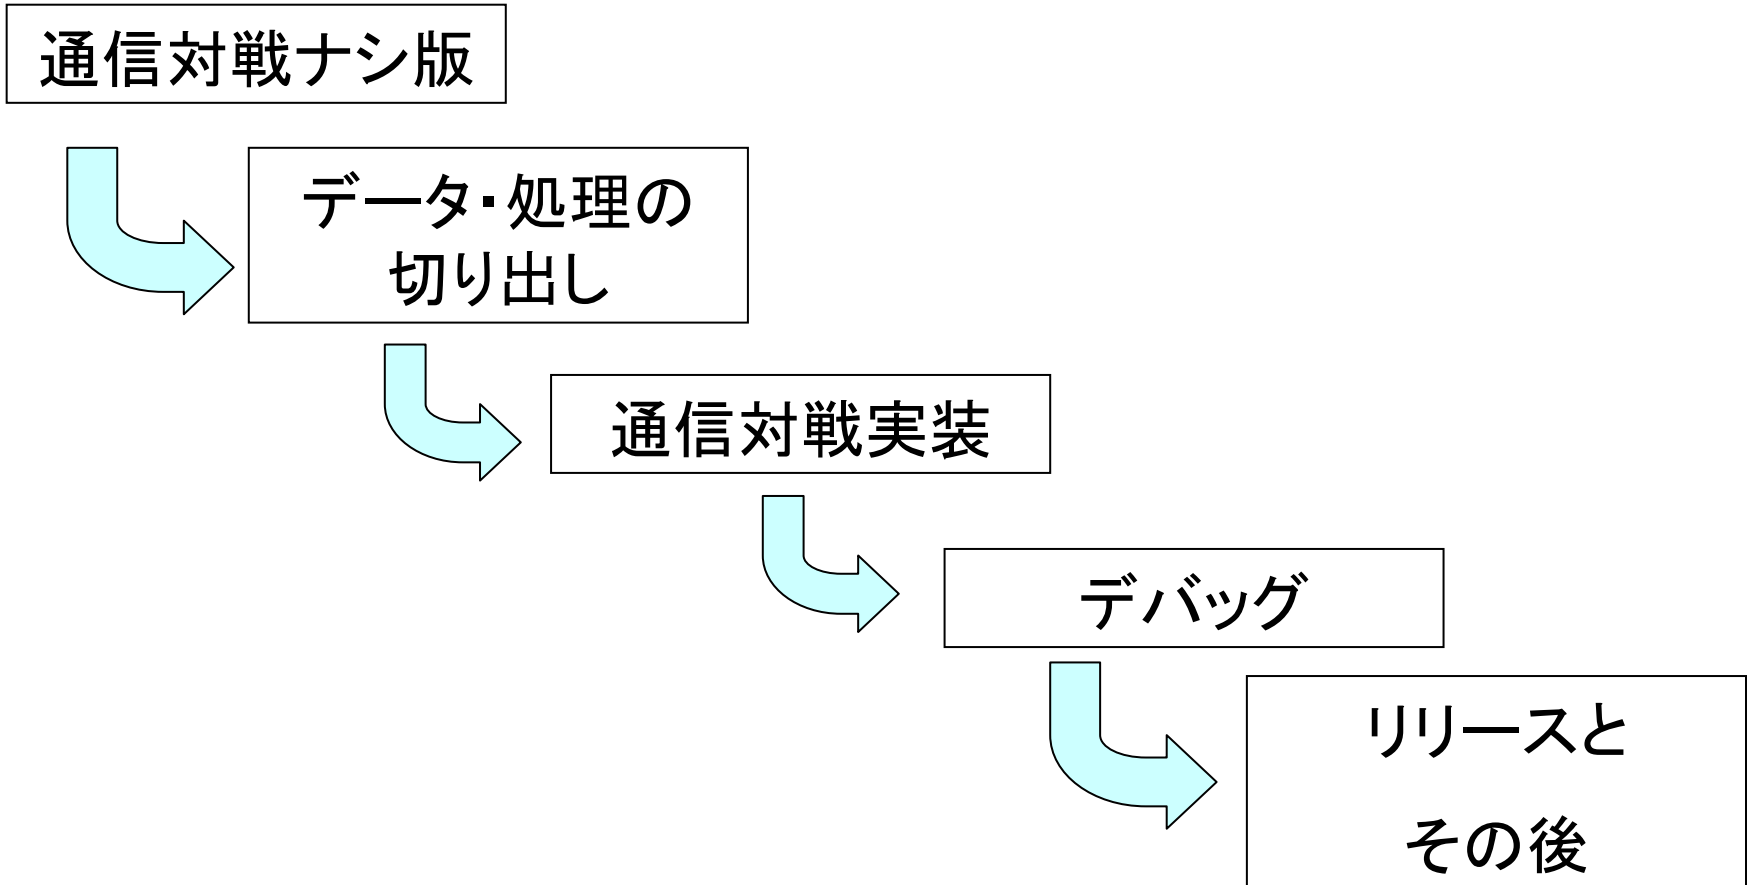 通信対戦ナシ版
データ・処理の
切り出し
通信対戦実装
デバッグ
リリースと
その後